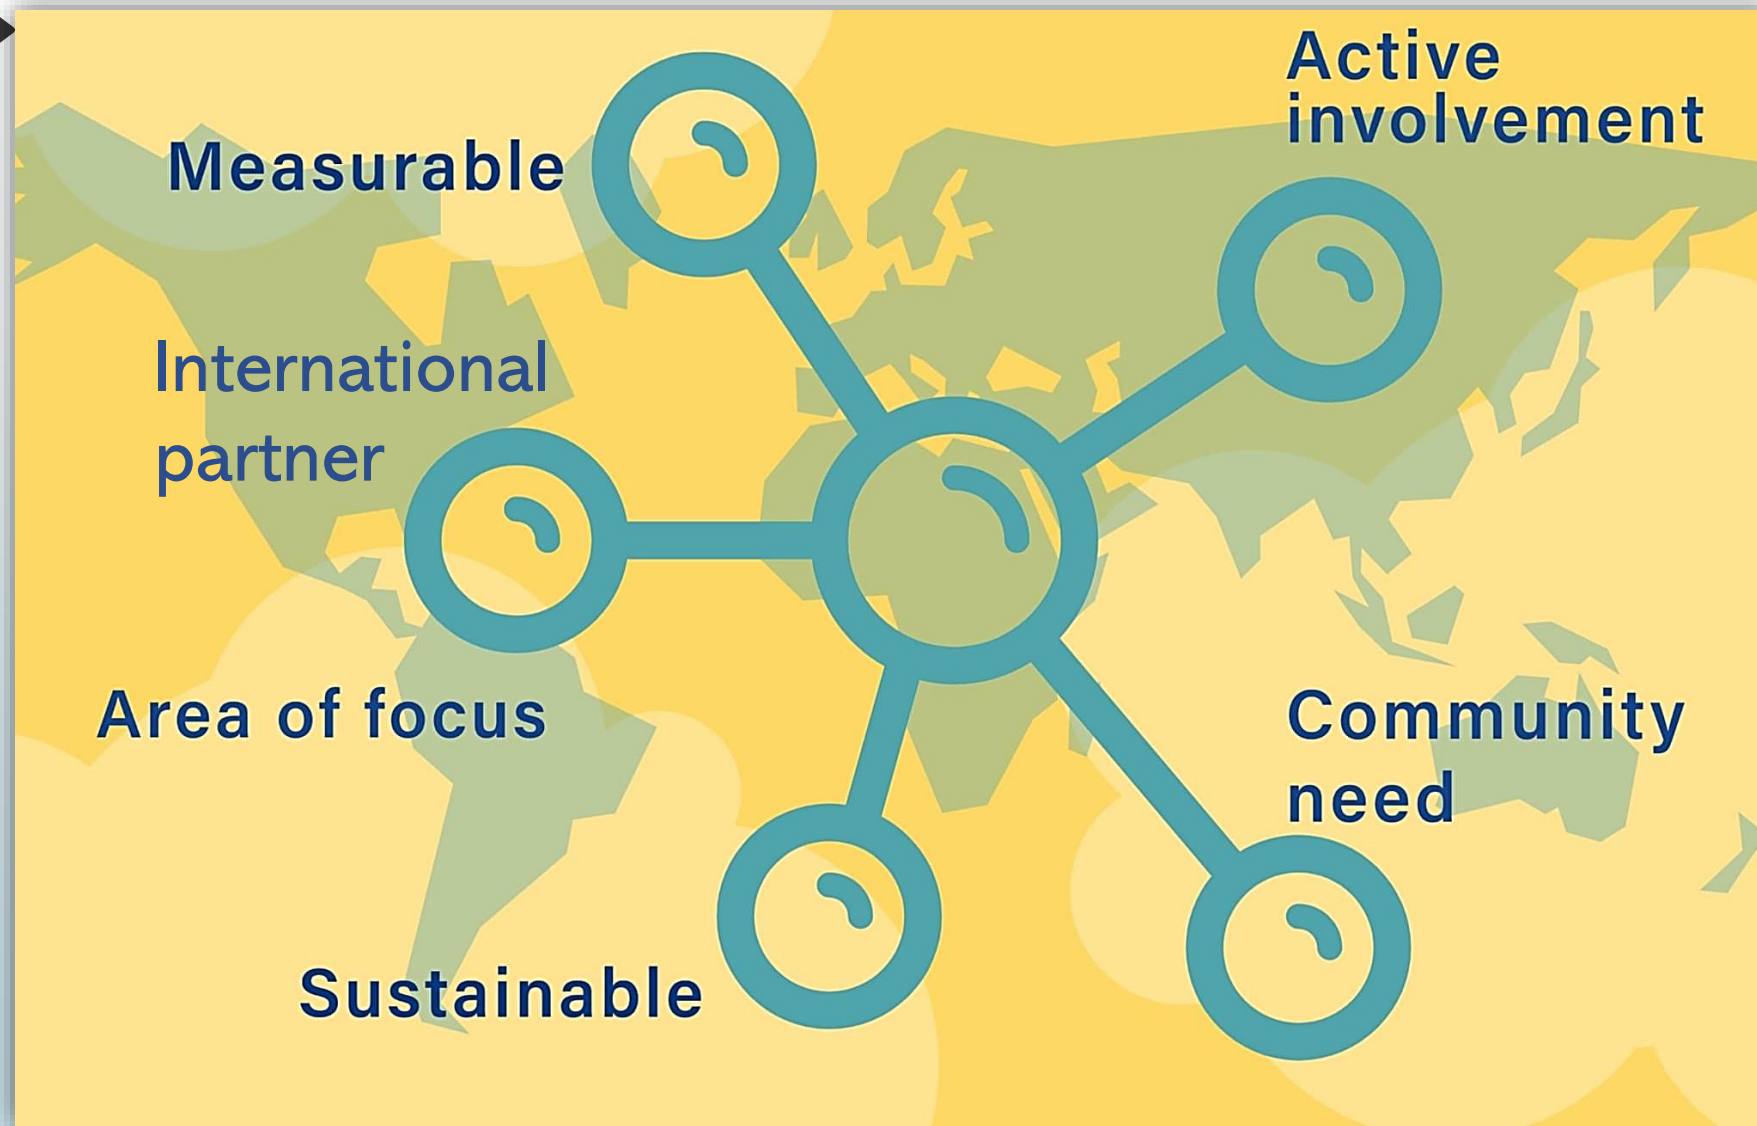 Active
involvement
Measurable
International
partner
Area of focus
Community
need
Sustainable